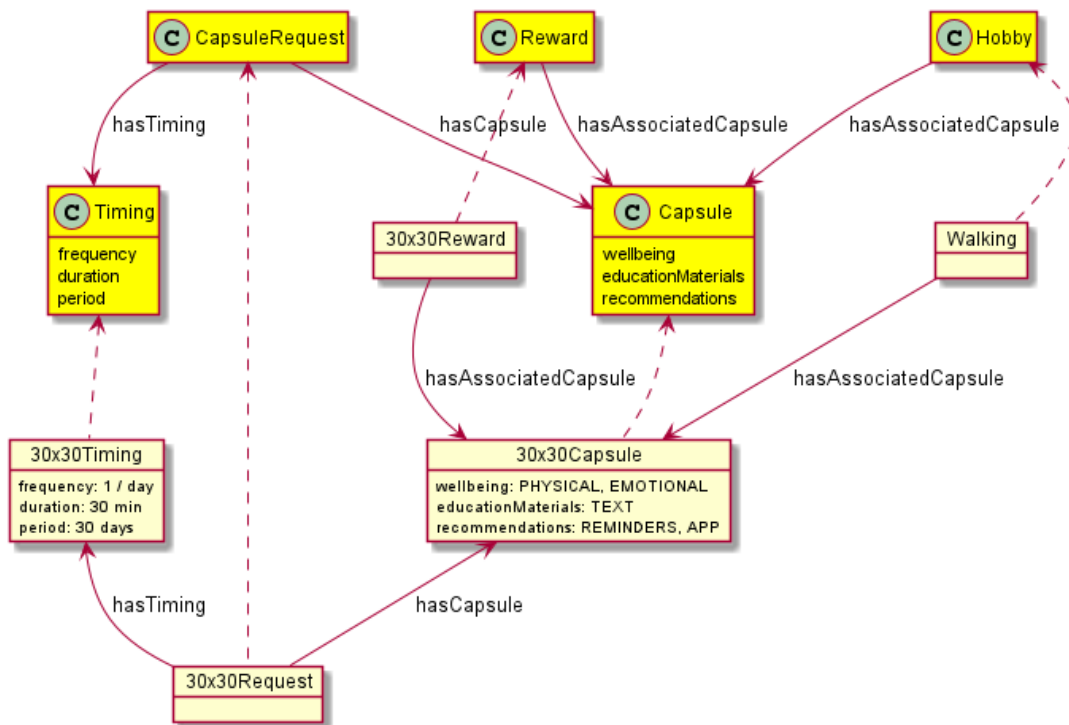 C CapsuleRequest
C Reward
C Hobby
hasTiming
hasCapsule
hasAssociatedCapsule
hasAssociatedCapsule
C Timing
frequency
duration
period
30x30Reward
C Capsule
wellbeing
educationMaterials
recommendations
Walking
hasAssociatedCapsule
hasAssociatedCapsule
30x30Timing
frequency: 1 / day
duration: 30 min
period: 30 days
30x30Capsule
wellbeing: PHYSICAL, EMOTIONAL
educationMaterials: TEXT
recommendations: REMINDERS, APP
hasTiming
hasCapsule
30x30Request